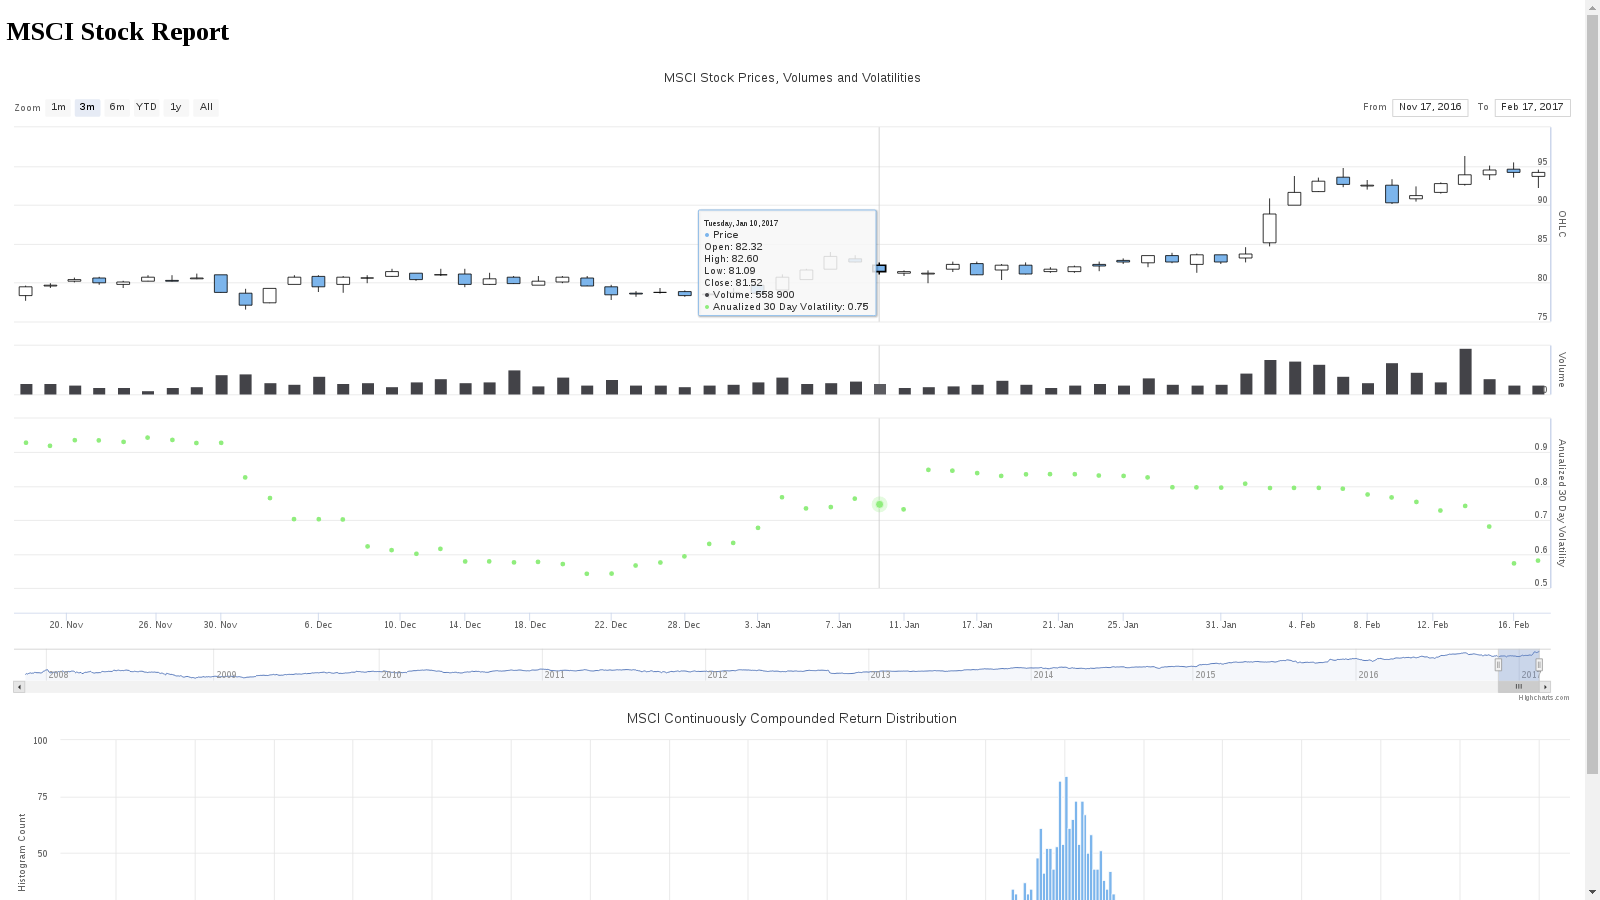 MSCI Stock Report
MSCI Stock Prices, Volumes and Volatilities
Zoom 1m 3m 6m YTD 1y All
From Nov 17, 2016 To Feb 17, 2017
95
90
85
80
75
OHLC
Tuesday, Jan 10, 2017
Price
Open: 82.32
High: 82.60
Low: 81.09
Close: 81.52
Volume: 558 900
Anualized 30 Day Volatility: 0.75
0
Volume
0.9
0.8
0.7
0.6
0.5
Anualized 30 Day Volatility
20. Nov 26. Nov 30. Nov 6. Dec 10. Dec 14. Dec 18. Dec 22. Dec 28. Dec 3. Jan 7. Jan 11. Jan 17. Jan 21. Jan 25. Jan 31. Jan 4. Feb 8. Feb 12. Feb 16. Feb
2008 2009 2010 2011 2012 2013 2014 2015 2016 2017
Highcharts.com
MSCI Continuously Compounded Return Distribution
100
75
50
Histogram Count